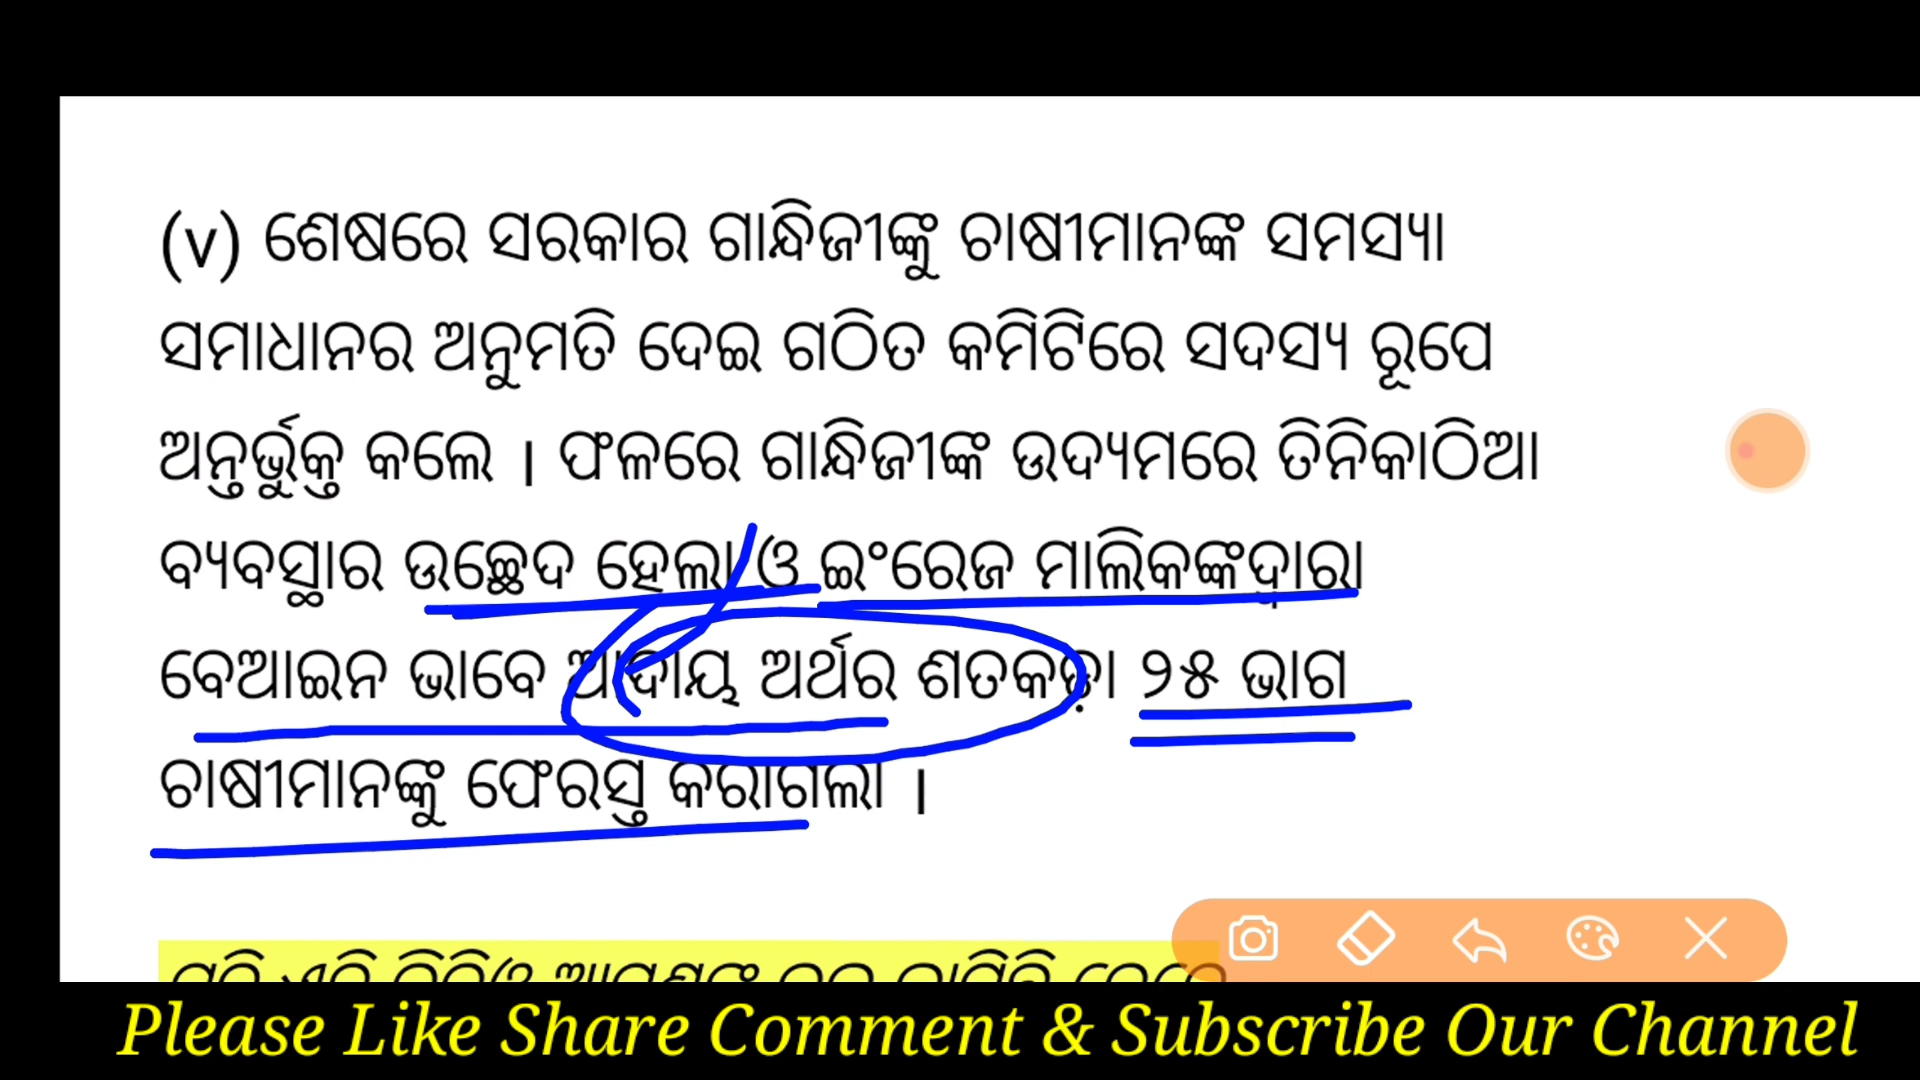 (v) ଶେଷରେ ସରକାର ଗାନ୍ଧିଜୀଙ୍କୁ ଚାଷୀମାନଙ୍କ ସମସ୍ୟା
ସମାଧାନର ଅନୁମତି ଦେଇ ଗଠିତ କମିଟିରେ ସଦସ୍ୟ ରୂପେ
ଅନ୍ତର୍ଭୁକ୍ତ କଲେ । ଫଳରେ ଗାନ୍ଧିଜୀଙ୍କ ଉଦ୍ୟମରେ ତିନିକାଠିଆ
ବ୍ୟବସ୍ଥାର ଉଚ୍ଛେଦ ହେଲା ଓ ଇଂରେଜ ମାଲିକଙ୍କଦ୍ୱାରା
ବେଆଇନ ଭାବେ ଆଦାୟ ଅର୍ଥର ଶତକଡ଼ା ୨୫ ଭାଗ
ଚାଷୀମାନଙ୍କୁ ଫେରସ୍ତ କରାଗଲା ।
Please Like Share Comment & Subscribe Our Channel